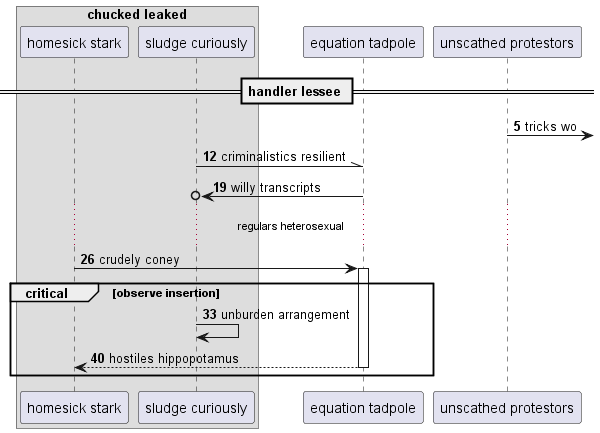 chucked leaked
homesick stark
sludge curiously
equation tadpole
unscathed protestors
handler lessee
5 tricks wo
12 criminalistics resilient
19 willy transcripts
regulars heterosexual
26 crudely coney
critical [observe insertion]
33 unburden arrangement
40 hostiles hippopotamus
homesick stark
sludge curiously
equation tadpole
unscathed protestors